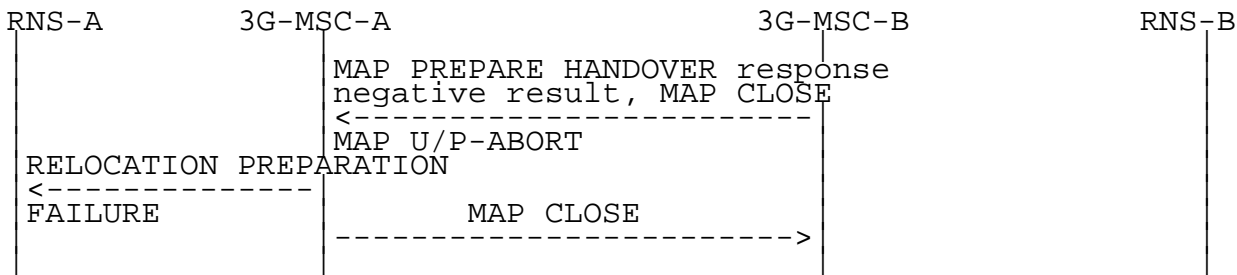 RNS-A 3G-MSC-A 3G-MSC-B RNS-B
MAP PREPARE HANDOVER response
negative result, MAP CLOSE
MAP U/P-ABORT
RELOCATION PREPARATION
FAILURE MAP CLOSE